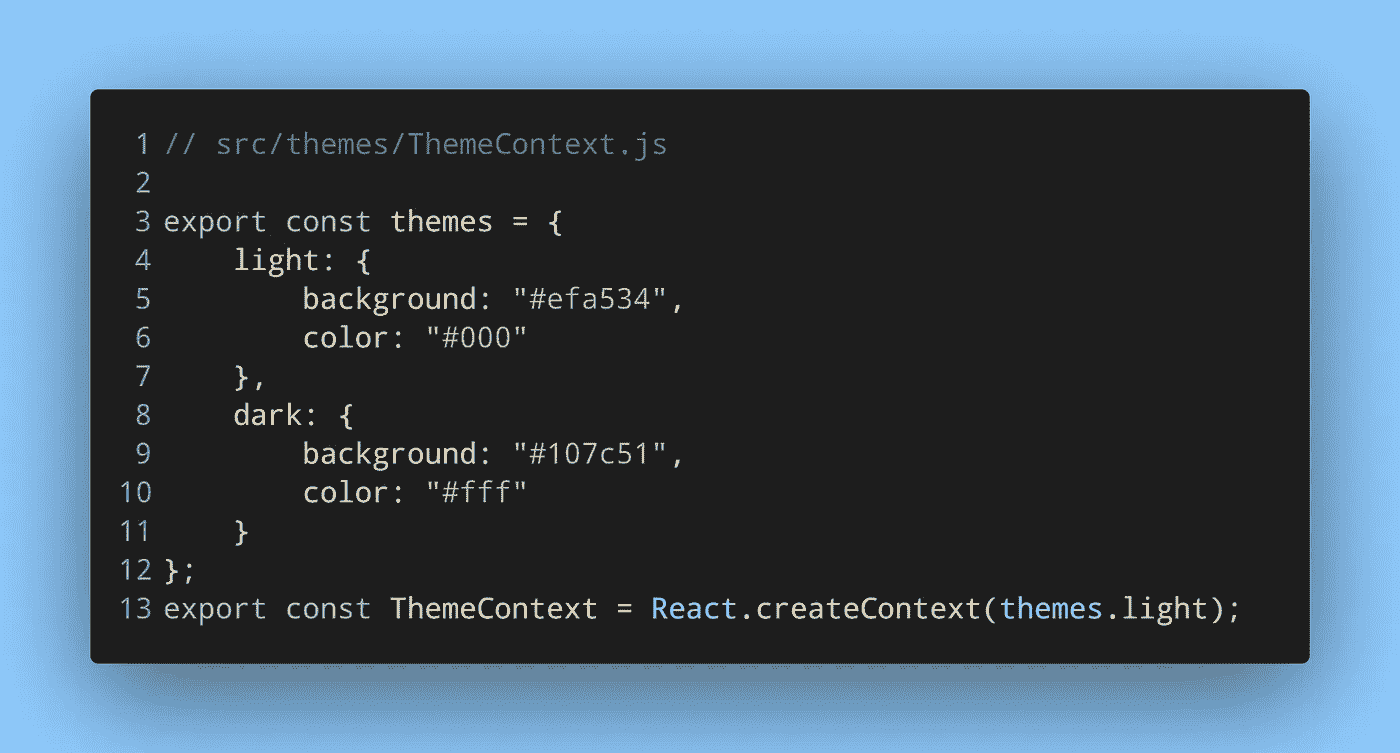 1 // src/themes/ThemeContext.js
2
3 export const themes = {
4     light: {
5         background: "#efa534",
6         color: "#000"
7     },
8     dark: {
9         background: "#107c51",
10         color: "#fff"
11     }
12 };
13 export const ThemeContext = React.createContext(themes.light);